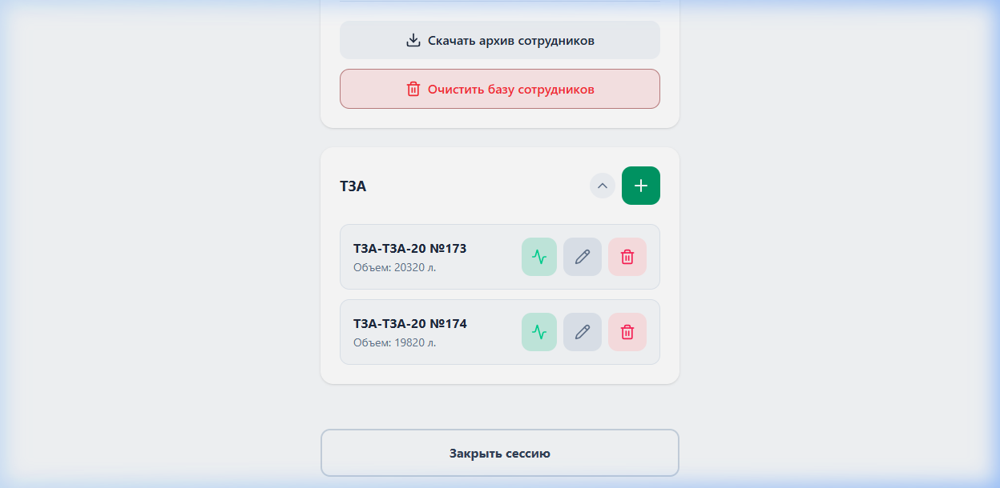 Скачать архив сотрудников
Очистить базу сотрудников
ТЗА
ТЗА-ТЗА-20 №173
Объем: 20320 л.
ТЗА-ТЗА-20 №174
Объем: 19820 л.
Закрыть сессию